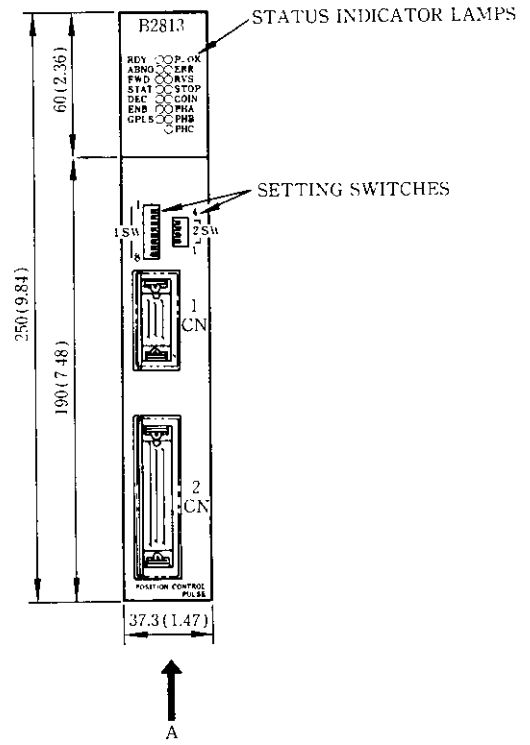 STATUS INDICATOR LAMPS
B2813
RDY P-OK
ABNO ERR
FWD RVS
STAT STOP
DEC COIN
ENB PHA
GPLS PHB
PHC
60(2.36)
SETTING SWITCHES
1 4
1SW 2SW
8 1
250(9.84)
190(7.48)
1
CN
2
CN
POSITION CONTROL
PULSE
37.3(1.47)
A